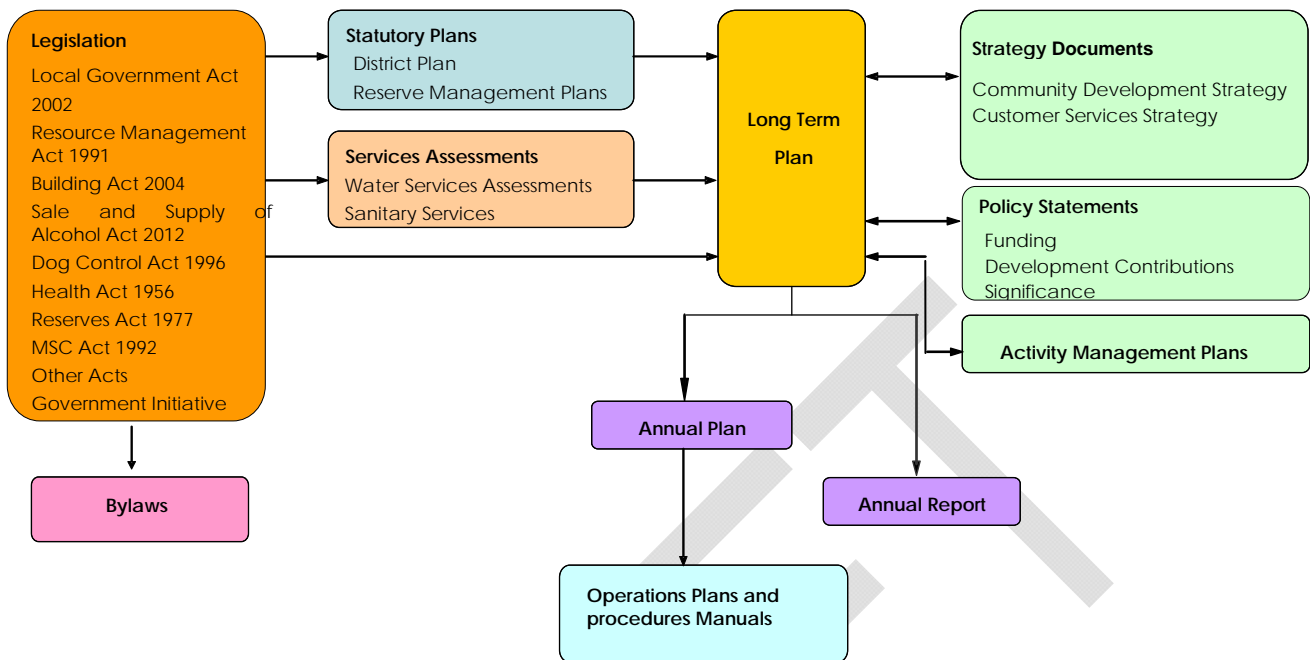 Legislation
Local Government Act
2002
Resource Management
Act 1991
Building Act 2004
Sale and Supply of
Alcohol Act 2012
Dog Control Act 1996
Health Act 1956
Reserves Act 1977
MSC Act 1992
Other Acts
Government Initiative
Bylaws
Statutory Plans
District Plan
Reserve Management Plans
Services Assessments
Water Services Assessments
Sanitary Services
Long Term
Plan
Strategy Documents
Community Development Strategy
Customer Services Strategy
Policy Statements
Funding
Development Contributions
Significance
Activity Management Plans
Annual Plan
Annual Report
Operations Plans and
procedures Manuals